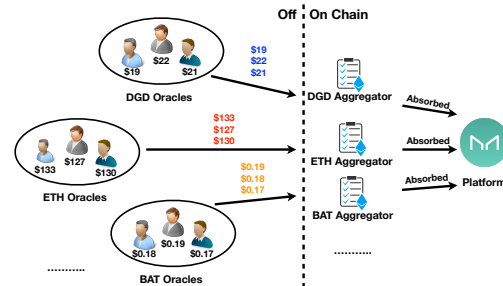 Off On Chain
$19 $22 $21
DGD Oracles
$19
$22
$21
DGD Aggregator
Absorbed
$133 $127 $130
ETH Oracles
$133
$127
$130
ETH Aggregator
Absorbed
Platform
$0.18 $0.19 $0.17
BAT Oracles
$0.19
$0.18
$0.17
BAT Aggregator
Absorbed
..........
..........